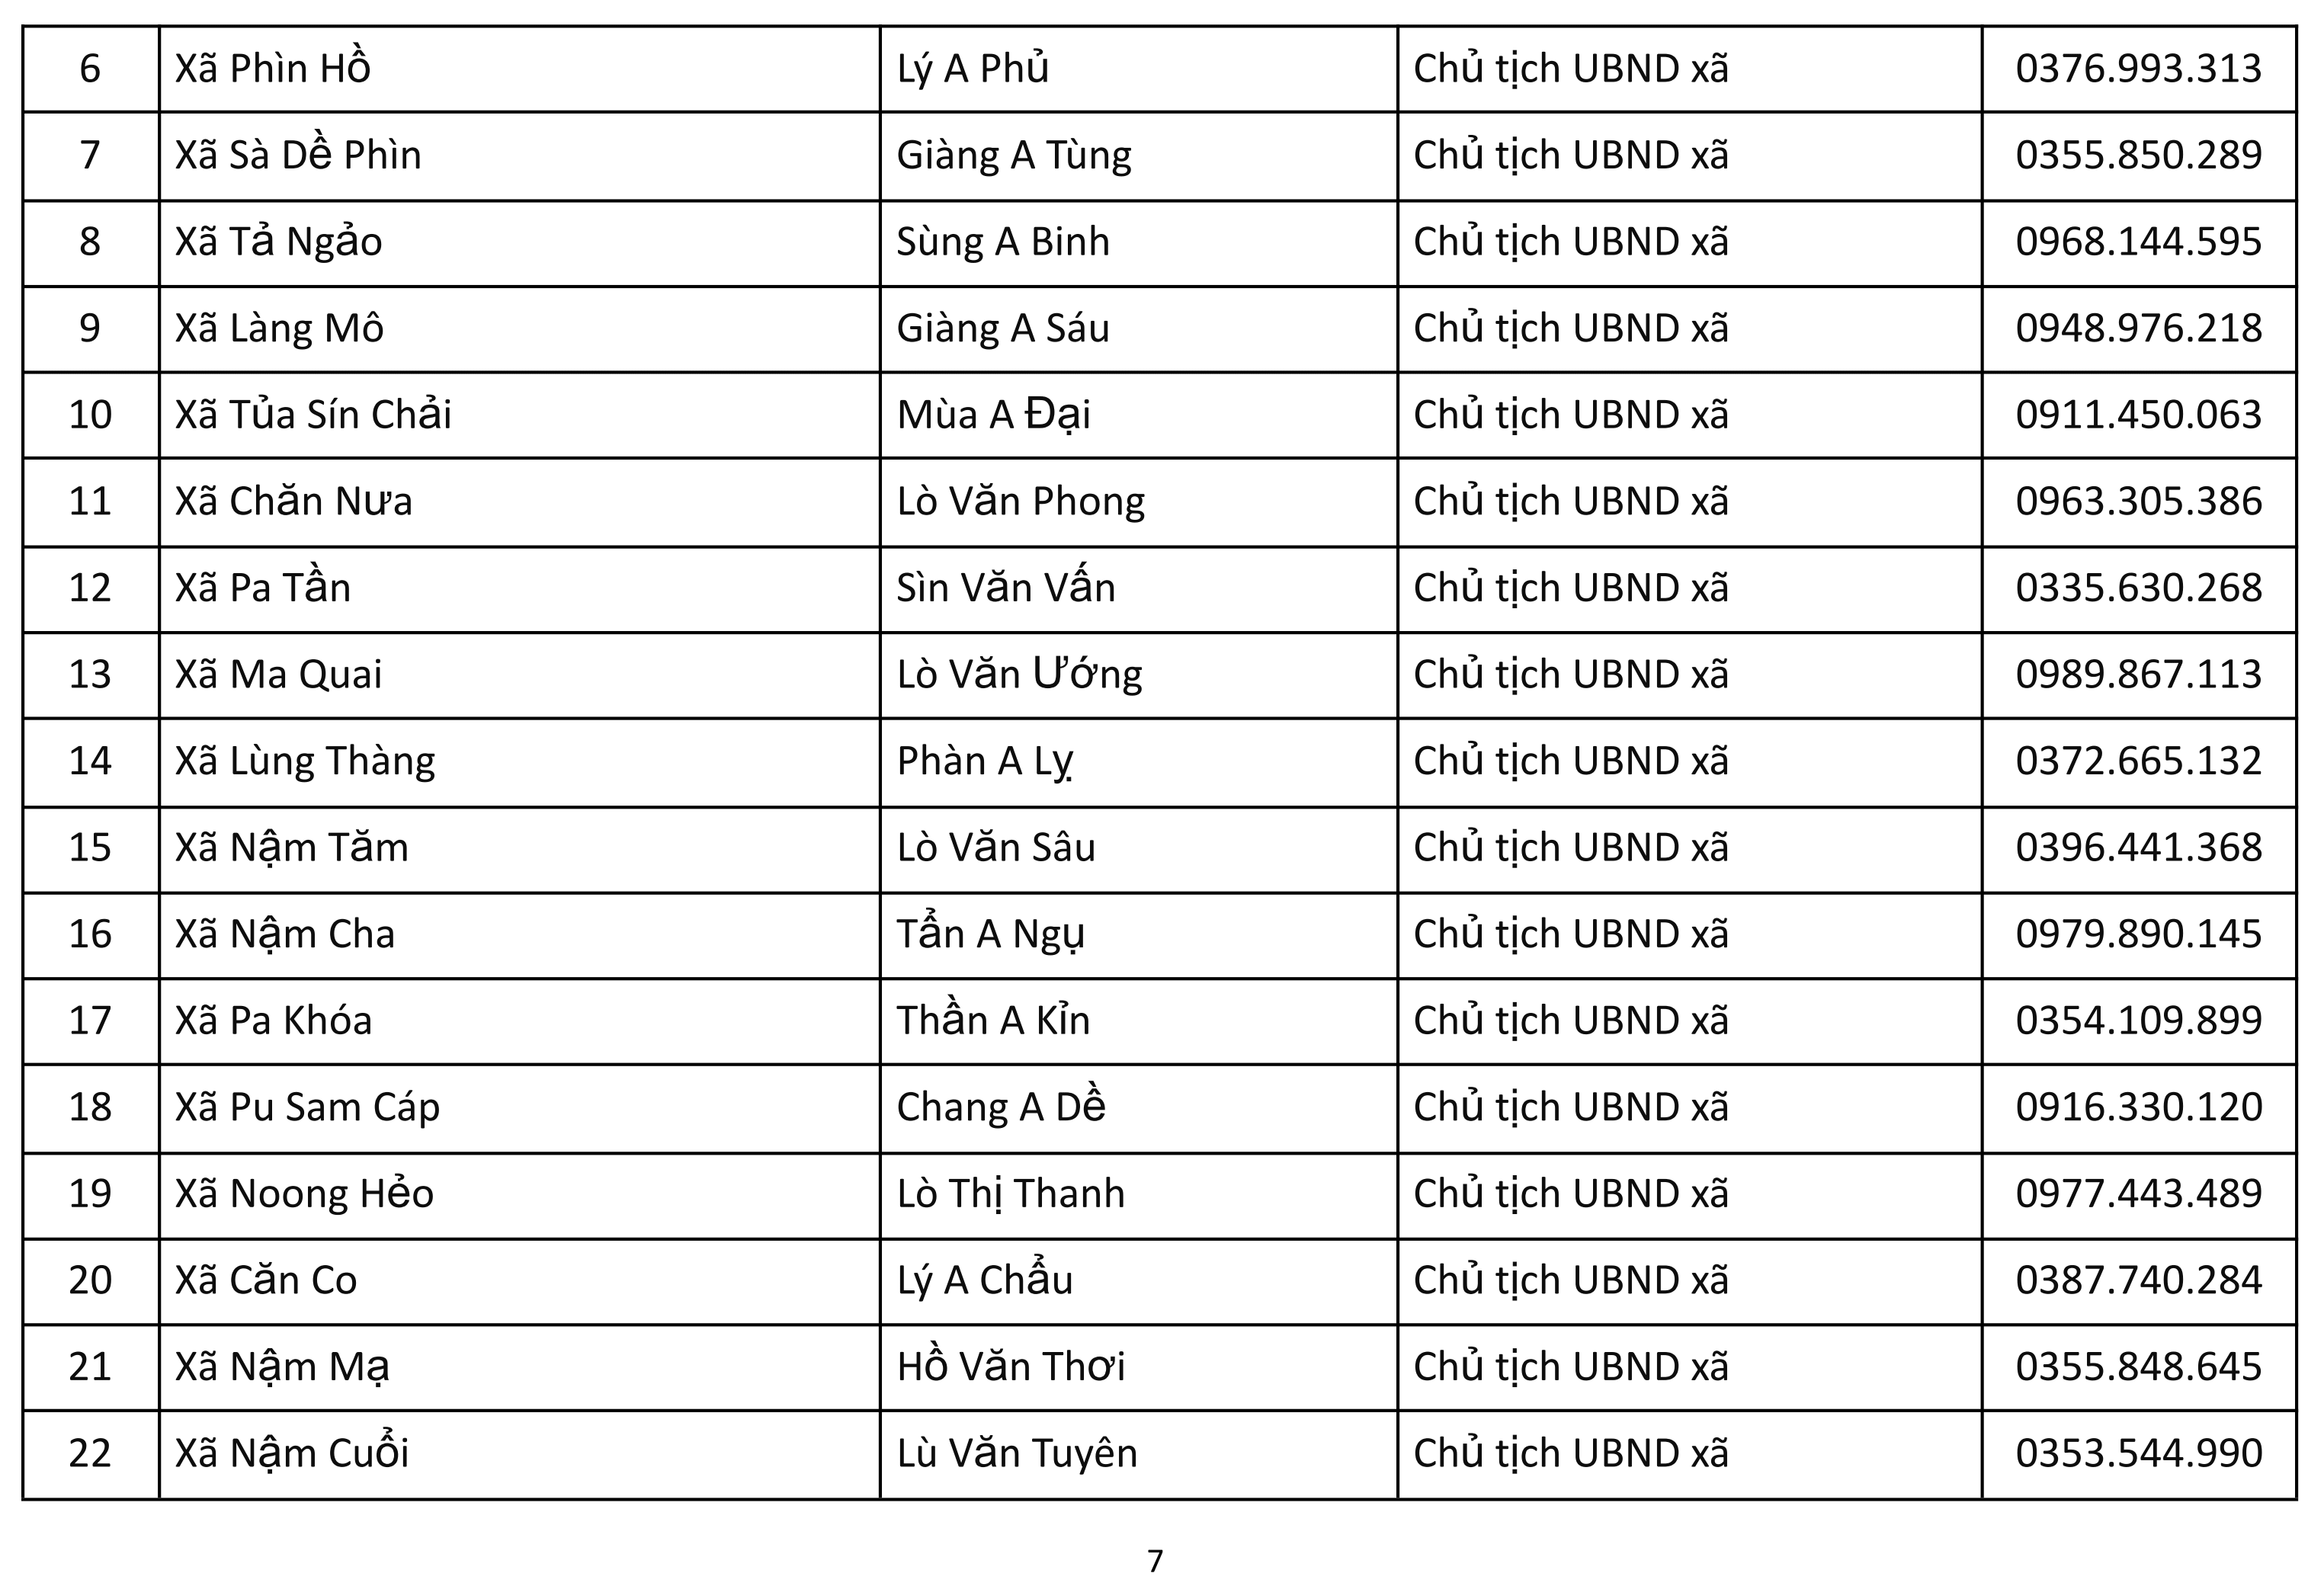 6 Xã Phìn Hồ Lý A Phủ Chủ tịch UBND xã 0376.993.313
7 Xã Sà Dề Phìn Giàng A Tùng Chủ tịch UBND xã 0355.850.289
8 Xã Tả Ngảo Sùng A Binh Chủ tịch UBND xã 0968.144.595
9 Xã Làng Mô Giàng A Sáu Chủ tịch UBND xã 0948.976.218
10 Xã Tủa Sín Chải Mùa A Đại Chủ tịch UBND xã 0911.450.063
11 Xã Chăn Nưa Lò Văn Phong Chủ tịch UBND xã 0963.305.386
12 Xã Pa Tần Sìn Văn Vấn Chủ tịch UBND xã 0335.630.268
13 Xã Ma Quai Lò Văn Ướng Chủ tịch UBND xã 0989.867.113
14 Xã Lùng Thàng Phàn A Lỵ Chủ tịch UBND xã 0372.665.132
15 Xã Nậm Tăm Lò Văn Sâu Chủ tịch UBND xã 0396.441.368
16 Xã Nậm Cha Tẩn A Ngụ Chủ tịch UBND xã 0979.890.145
17 Xã Pa Khóa Thần A Kỉn Chủ tịch UBND xã 0354.109.899
18 Xã Pu Sam Cáp Chang A Dề Chủ tịch UBND xã 0916.330.120
19 Xã Noong Hẻo Lò Thị Thanh Chủ tịch UBND xã 0977.443.489
20 Xã Căn Co Lý A Chẩu Chủ tịch UBND xã 0387.740.284
21 Xã Nậm Mạ Hồ Văn Thơi Chủ tịch UBND xã 0355.848.645
22 Xã Nậm Cuổi Lù Văn Tuyên Chủ tịch UBND xã 0353.544.990
7